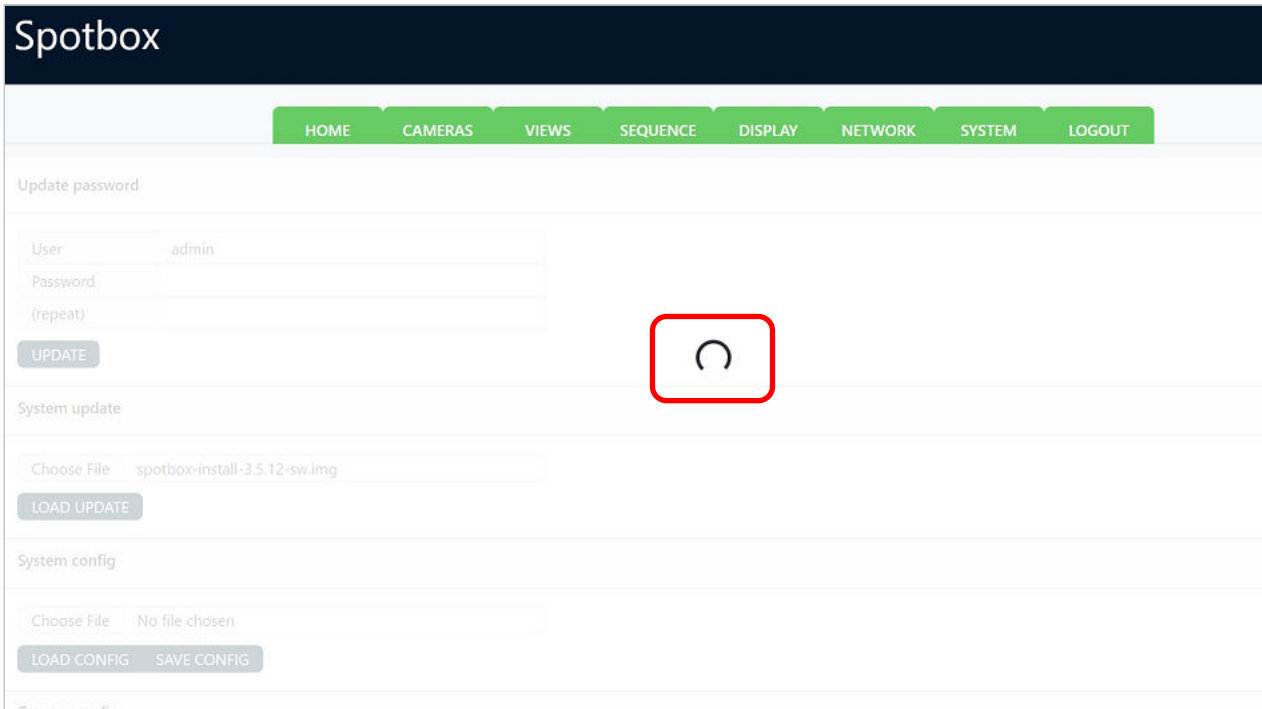 Spotbox
HOME CAMERAS VIEWS SEQUENCE DISPLAY NETWORK SYSTEM LOGOUT
Update password
User admin
Password
(repeat)
UPDATE
System update
Choose File spotbox-install-3.5.12-sw.img
LOAD UPDATE
System config
Choose File No file chosen
LOAD CONFIG SAVE CONFIG